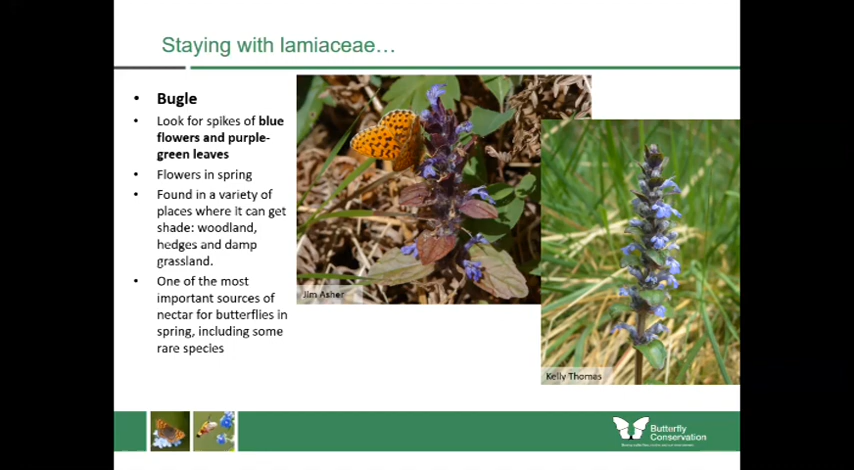 Staying with lamiaceae…
• Bugle
• Look for spikes of blue
flowers and purple-
green leaves
• Flowers in spring
• Found in a variety of
places where it can get
shade: woodland,
hedges and damp
grassland.
• One of the most
important sources of
nectar for butterflies in
spring, including some
rare species
Jim Asher
Kelly Thomas
Butterfly
Conservation